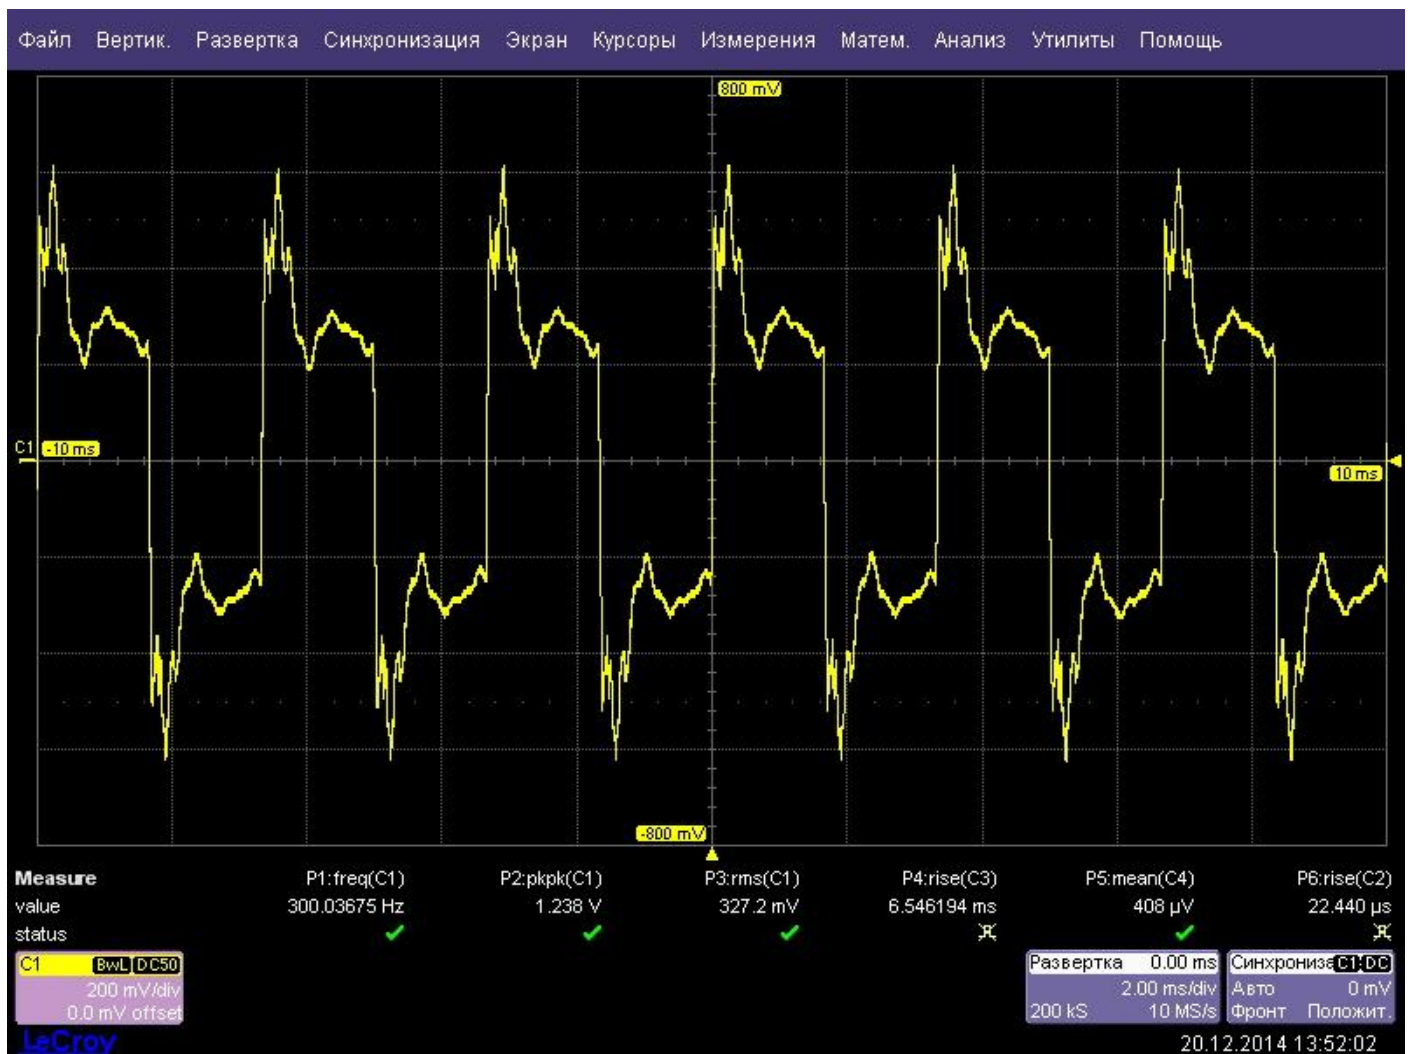 Файл Вертик. Развертка Синхронизация Экран Курсоры Измерения Матем. Анализ Утилиты Помощь
800 mV
C1 -10 ms
10 ms
-800 mV
Measure P1:freq(C1) P2:pkpk(C1) P3:rms(C1) P4:rise(C3) P5:mean(C4) P6:rise(C2)
value 300.03675 Hz 1.238 V 327.2 mV 6.546194 ms 408 µV 22.440 µs
status
C1 BwL DC50
200 mV/div
0.0 mV offset
Развертка 0.00 ms
2.00 ms/div
200 kS 10 MS/s
Синхрониза C1 DC
Авто 0 mV
Фронт Положит.
LeCroy
20.12.2014 13:52:02